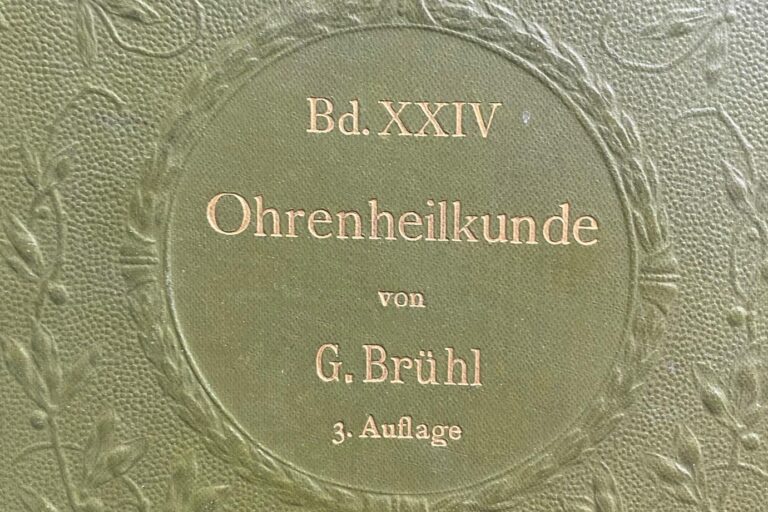 Bd. XXIV
Ohrenheilkunde
von
G. Brühl
3. Auflage